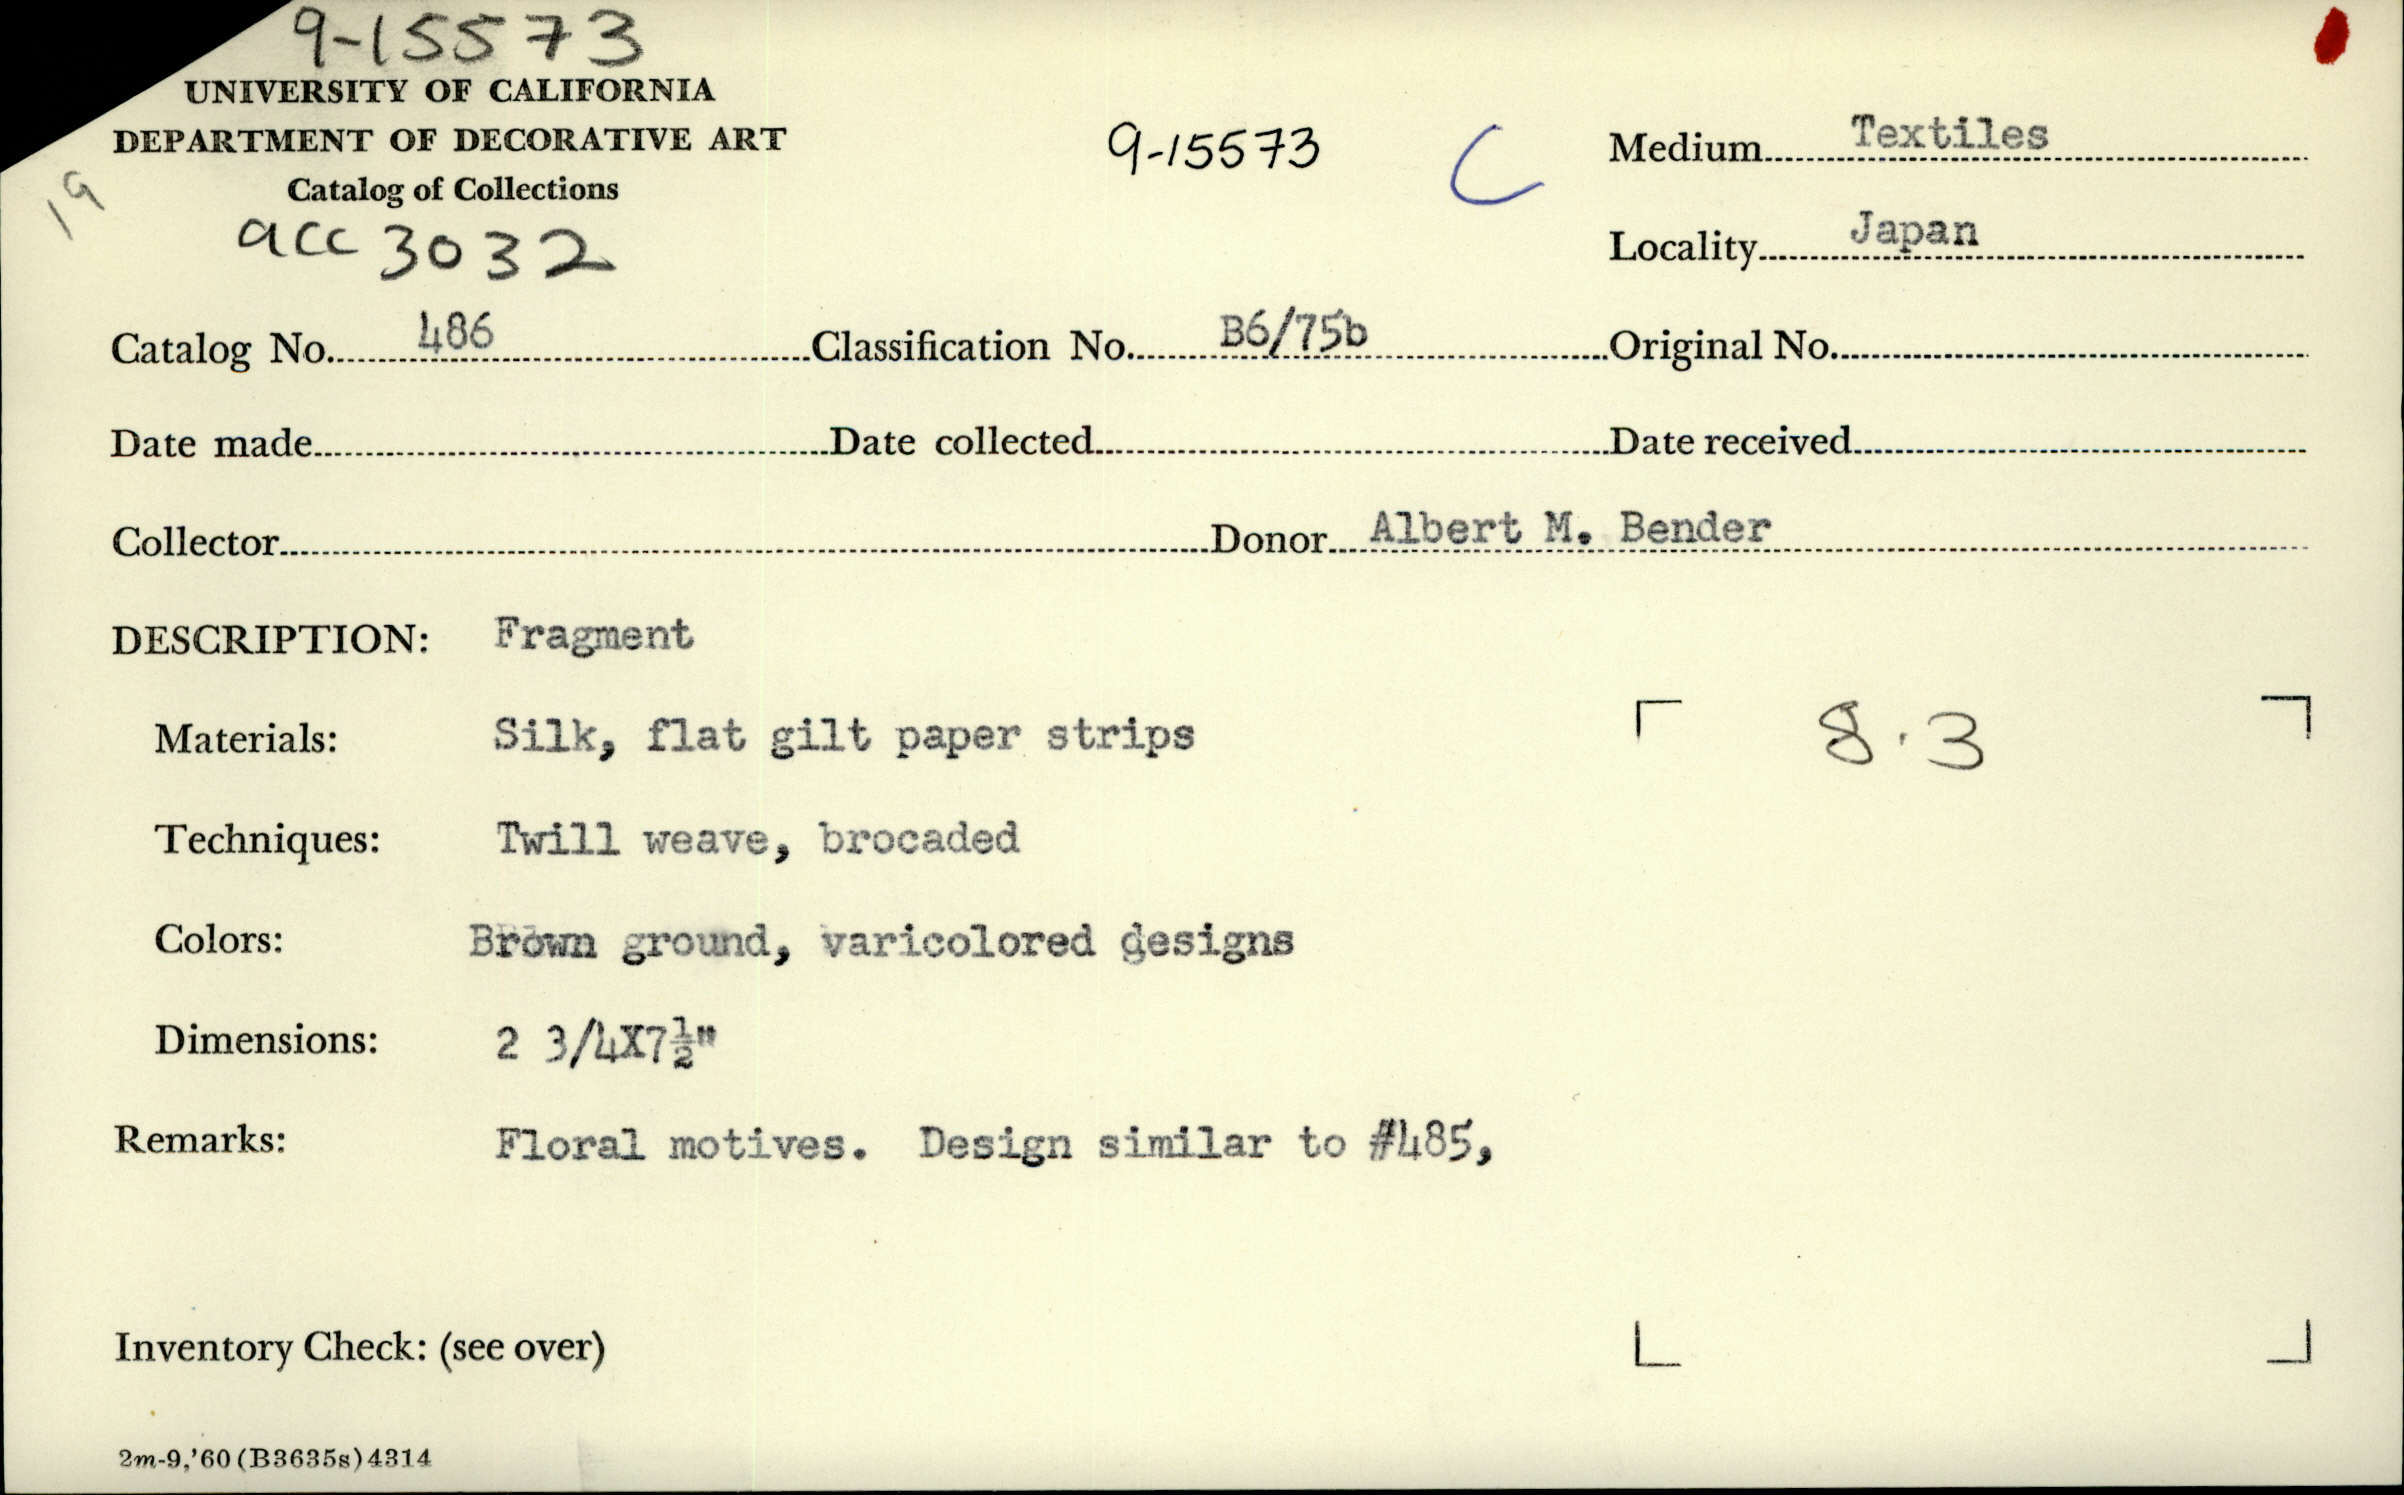 9-15573
UNIVERSITY OF CALIFORNIA
DEPARTMENT OF DECORATIVE ART
Catalog of Collections
19
acc 3032
9-15573 C
Medium Textiles
Locality Japan
Catalog No. 486 Classification No. B6/75b Original No.
Date made Date collected Date received
Collector Donor Albert M. Bender
DESCRIPTION: Fragment
Materials: Silk, flat gilt paper strips
8.3
Techniques: Twill weave, brocaded
Colors: Brown ground, varicolored designs
Dimensions: 2 3/4X7½"
Remarks: Floral motives. Design similar to #485,
Inventory Check: (see over)
2m-9,'60(B3635s)4314